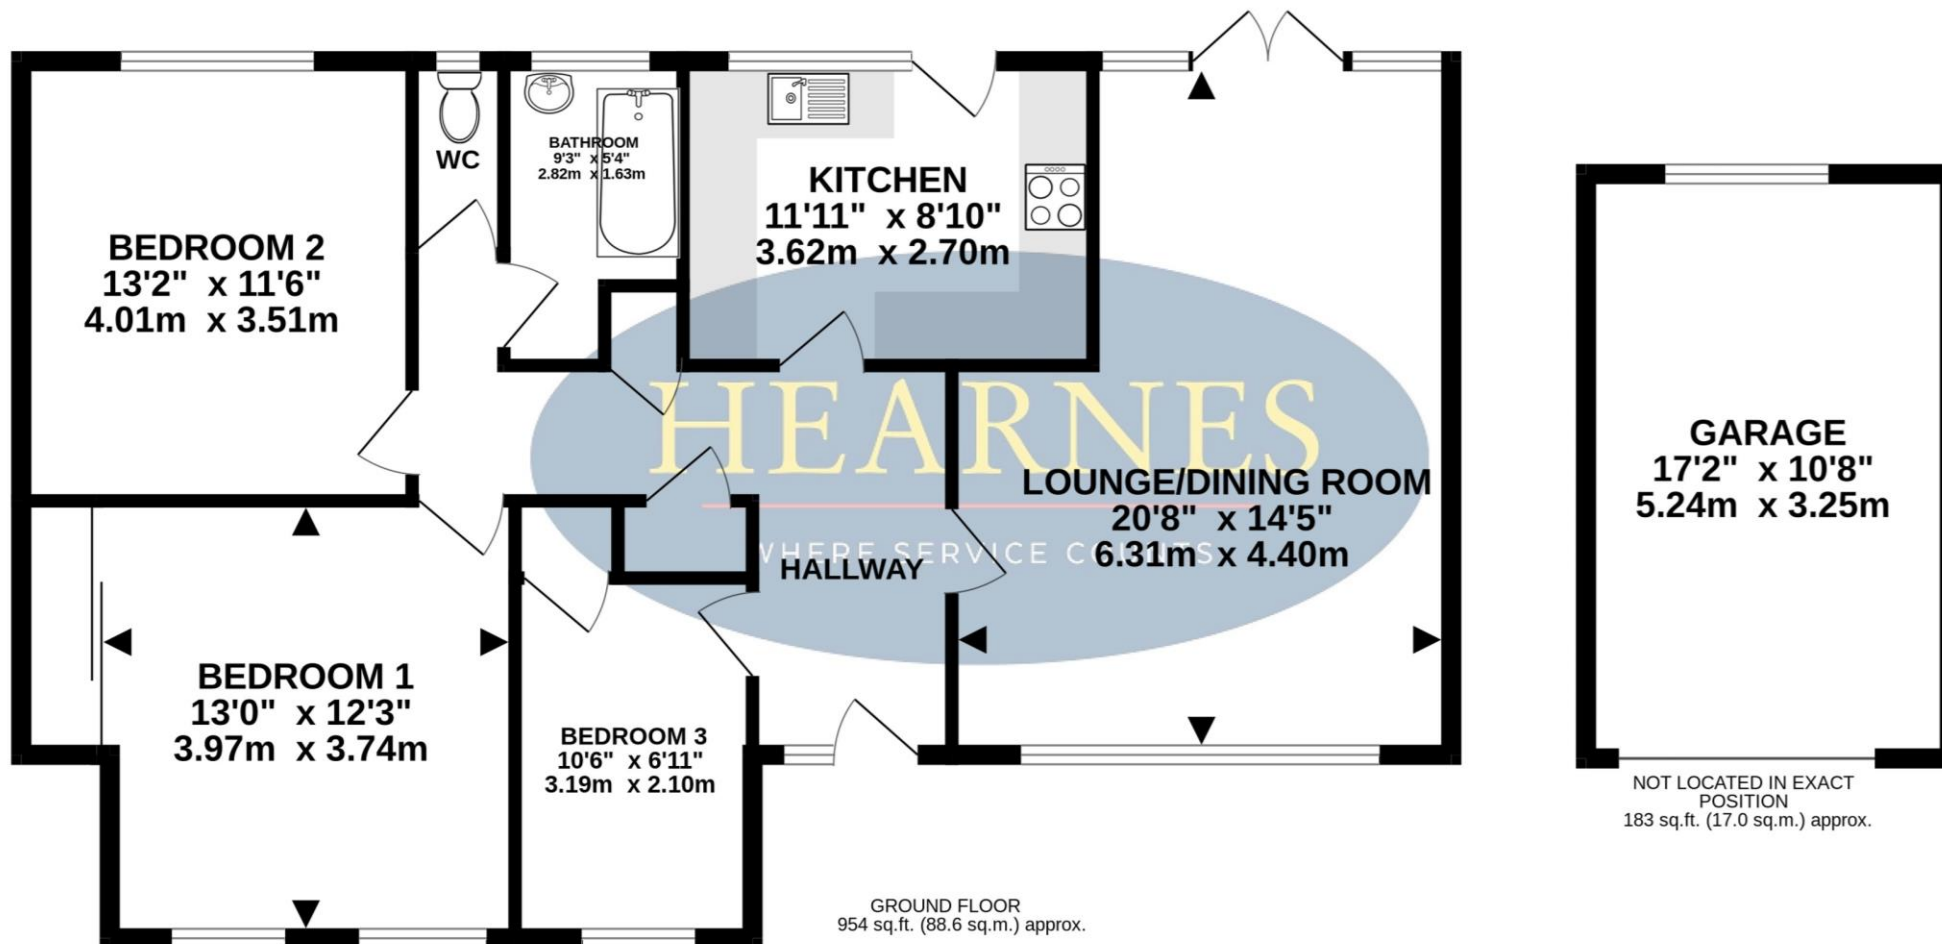 BEDROOM 2
13'2" x 11'6"
4.01m x 3.51m
WC
BATHROOM
9'3" x 5'4"
2.82m x 1.63m
KITCHEN
11'11" x 8'10"
3.62m x 2.70m
HEARNES
WHERE SERVICE COUNTS
LOUNGE/DINING ROOM
20'8" x 14'5"
6.31m x 4.40m
HALLWAY
BEDROOM 1
13'0" x 12'3"
3.97m x 3.74m
BEDROOM 3
10'6" x 6'11"
3.19m x 2.10m
GARAGE
17'2" x 10'8"
5.24m x 3.25m
NOT LOCATED IN EXACT
POSITION
183 sq.ft. (17.0 sq.m.) approx.
GROUND FLOOR
954 sq.ft. (88.6 sq.m.) approx.